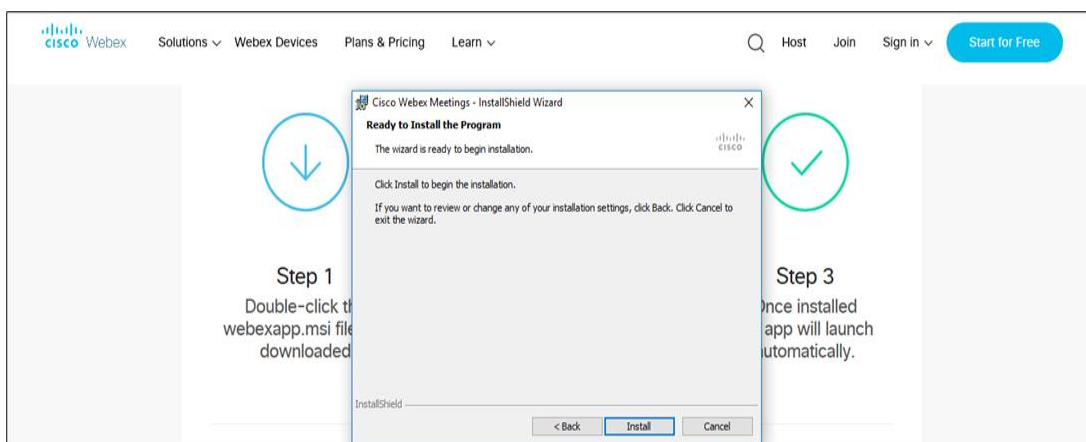 CISCO Webex Solutions Webex Devices Plans & Pricing Learn Host Join Sign in Start for Free
Cisco Webex Meetings - InstallShield Wizard
Ready to Install the Program
The wizard is ready to begin installation.
CISCO
Click Install to begin the installation.
If you want to review or change any of your installation settings, click Back. Click Cancel to
exit the wizard.
InstallShield
< Back Install Cancel
Step 1
Double-click
webexapp.msi file
downloaded
Step 3
Once installed
app will launch
automatically.